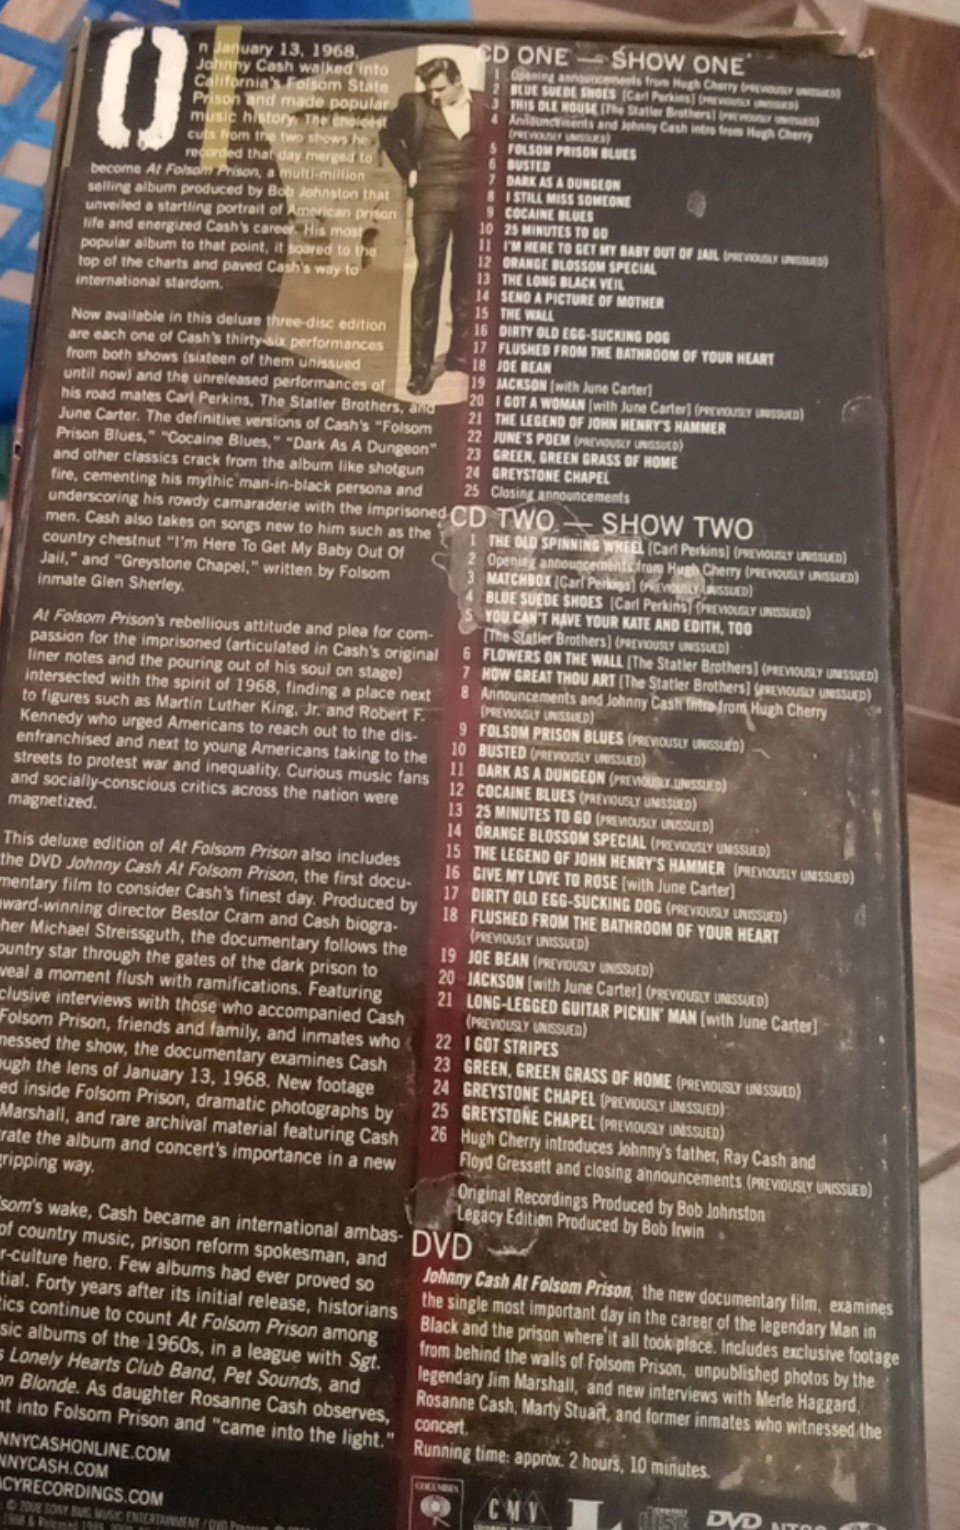 On January 13, 1968,
Johnny Cash walked into
California's Folsom State
Prison and made popular
music history. The choicest
cuts from the two shows he
recorded that day merged to
become At Folsom Prison, a multi-million
selling album produced by Bob Johnston that
unveiled a startling portrait of American prison
life and energized Cash's career. His most
popular album to that point, it soared to the
top of the charts and paved Cash's way to
international stardom.
Now available in this deluxe three-disc edition
are each one of Cash's thirty-six performances
from both shows (sixteen of them unissued
until now) and the unreleased performances of
his road mates Carl Perkins, The Statler Brothers, and
June Carter. The definitive versions of Cash's "Folsom
Prison Blues," "Cocaine Blues," "Dark As A Dungeon"
and other classics crack from the album like shotgun
fire, cementing his mythic man-in-black persona and
underscoring his rowdy camaraderie with the imprisoned
men. Cash also takes on songs new to him such as the
country chestnut "I'm Here To Get My Baby Out Of
Jail," and "Greystone Chapel," written by Folsom
inmate Glen Sherley.
At Folsom Prison's rebellious attitude and plea for com-
passion for the imprisoned (articulated in Cash's original
liner notes and the pouring out of his soul on stage)
intersected with the spirit of 1968, finding a place next
to figures such as Martin Luther King, Jr. and Robert F.
Kennedy who urged Americans to reach out to the dis-
enfranchised and next to young Americans taking to the
streets to protest war and inequality. Curious music fans
and socially-conscious critics across the nation were
magnetized.
This deluxe edition of At Folsom Prison also includes
the DVD Johnny Cash At Folsom Prison, the first docu-
mentary film to consider Cash's finest day. Produced by
ward-winning director Bestor Cram and Cash biogra-
her Michael Streissguth, the documentary follows the
ountry star through the gates of the dark prison to
veal a moment flush with ramifications. Featuring
clusive interviews with those who accompanied Cash
Folsom Prison, friends and family, and inmates who
nessed the show, the documentary examines Cash
ough the lens of January 13, 1968. New footage
ed inside Folsom Prison, dramatic photographs by
Marshall, and rare archival material featuring Cash
rate the album and concert's importance in a new
ripping way.
som's wake, Cash became an international ambas-
of country music, prison reform spokesman, and
r-culture hero. Few albums had ever proved so
tial. Forty years after its initial release, historians
tics continue to count At Folsom Prison among
sic albums of the 1960s, in a league with Sgt.
s Lonely Hearts Club Band, Pet Sounds, and
on Blonde. As daughter Rosanne Cash observes,
nt into Folsom Prison and "came into the light."
NNYCASHONLINE.COM
NNYCASH.COM
ACYRECORDINGS.COM
CD ONE — SHOW ONE
1 Opening announcements from Hugh Cherry (PREVIOUSLY UNISSUED)
2 BLUE SUEDE SHOES [Carl Perkins] (PREVIOUSLY UNISSUED)
3 THIS OLE HOUSE [The Statler Brothers] (PREVIOUSLY UNISSUED)
4 Announcements and Johnny Cash intro from Hugh Cherry
(PREVIOUSLY UNISSUED)
5 FOLSOM PRISON BLUES
6 BUSTED
7 DARK AS A DUNGEON
8 I STILL MISS SOMEONE
9 COCAINE BLUES
10 25 MINUTES TO GO
11 I'M HERE TO GET MY BABY OUT OF JAIL (PREVIOUSLY UNISSUED)
12 ORANGE BLOSSOM SPECIAL
13 THE LONG BLACK VEIL
14 SEND A PICTURE OF MOTHER
15 THE WALL
16 DIRTY OLD EGG-SUCKING DOG
17 FLUSHED FROM THE BATHROOM OF YOUR HEART
18 JOE BEAN
19 JACKSON [with June Carter]
20 I GOT A WOMAN [with June Carter] (PREVIOUSLY UNISSUED)
21 THE LEGEND OF JOHN HENRY'S HAMMER
22 JUNE'S POEM (PREVIOUSLY UNISSUED)
23 GREEN, GREEN GRASS OF HOME
24 GREYSTONE CHAPEL
25 Closing announcements
CD TWO — SHOW TWO
1 THE OLD SPINNING WHEEL [Carl Perkins] (PREVIOUSLY UNISSUED)
2 Opening announcements from Hugh Cherry (PREVIOUSLY UNISSUED)
3 MATCHBOX [Carl Perkins] (PREVIOUSLY UNISSUED)
4 BLUE SUEDE SHOES [Carl Perkins] (PREVIOUSLY UNISSUED)
5 YOU CAN'T HAVE YOUR KATE AND EDITH, TOO
[The Statler Brothers] (PREVIOUSLY UNISSUED)
6 FLOWERS ON THE WALL [The Statler Brothers] (PREVIOUSLY UNISSUED)
7 HOW GREAT THOU ART [The Statler Brothers] (PREVIOUSLY UNISSUED)
8 Announcements and Johnny Cash intro from Hugh Cherry
(PREVIOUSLY UNISSUED)
9 FOLSOM PRISON BLUES (PREVIOUSLY UNISSUED)
10 BUSTED (PREVIOUSLY UNISSUED)
11 DARK AS A DUNGEON (PREVIOUSLY UNISSUED)
12 COCAINE BLUES (PREVIOUSLY UNISSUED)
13 25 MINUTES TO GO (PREVIOUSLY UNISSUED)
14 ORANGE BLOSSOM SPECIAL (PREVIOUSLY UNISSUED)
15 THE LEGEND OF JOHN HENRY'S HAMMER (PREVIOUSLY UNISSUED)
16 GIVE MY LOVE TO ROSE [with June Carter]
17 DIRTY OLD EGG-SUCKING DOG (PREVIOUSLY UNISSUED)
18 FLUSHED FROM THE BATHROOM OF YOUR HEART
(PREVIOUSLY UNISSUED)
19 JOE BEAN (PREVIOUSLY UNISSUED)
20 JACKSON [with June Carter] (PREVIOUSLY UNISSUED)
21 LONG-LEGGED GUITAR PICKIN' MAN [with June Carter]
(PREVIOUSLY UNISSUED)
22 I GOT STRIPES
23 GREEN, GREEN GRASS OF HOME (PREVIOUSLY UNISSUED)
24 GREYSTONE CHAPEL (PREVIOUSLY UNISSUED)
25 GREYSTONE CHAPEL (PREVIOUSLY UNISSUED)
26 Hugh Cherry introduces Johnny's father, Ray Cash and
Floyd Gressett and closing announcements (PREVIOUSLY UNISSUED)
Original Recordings Produced by Bob Johnston
Legacy Edition Produced by Bob Irwin
DVD
Johnny Cash At Folsom Prison, the new documentary film, examines
the single most important day in the career of the legendary Man in
Black and the prison where it all took place. Includes exclusive footage
from behind the walls of Folsom Prison, unpublished photos by the
legendary Jim Marshall, and new interviews with Merle Haggard,
Rosanne Cash, Marty Stuart, and former inmates who witnessed the
concert.
Running time: approx. 2 hours, 10 minutes.
COLUMBIA
CMV
L
DVD